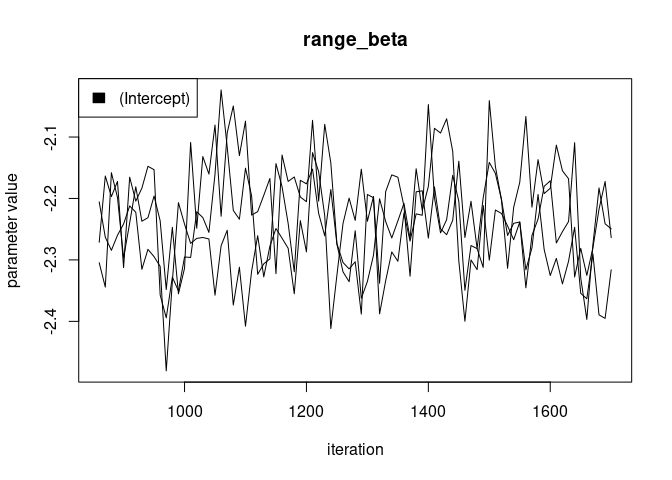 range_beta
(Intercept)
parameter value
-2.1
-2.2
-2.3
-2.4
1000 1200 1400 1600
iteration